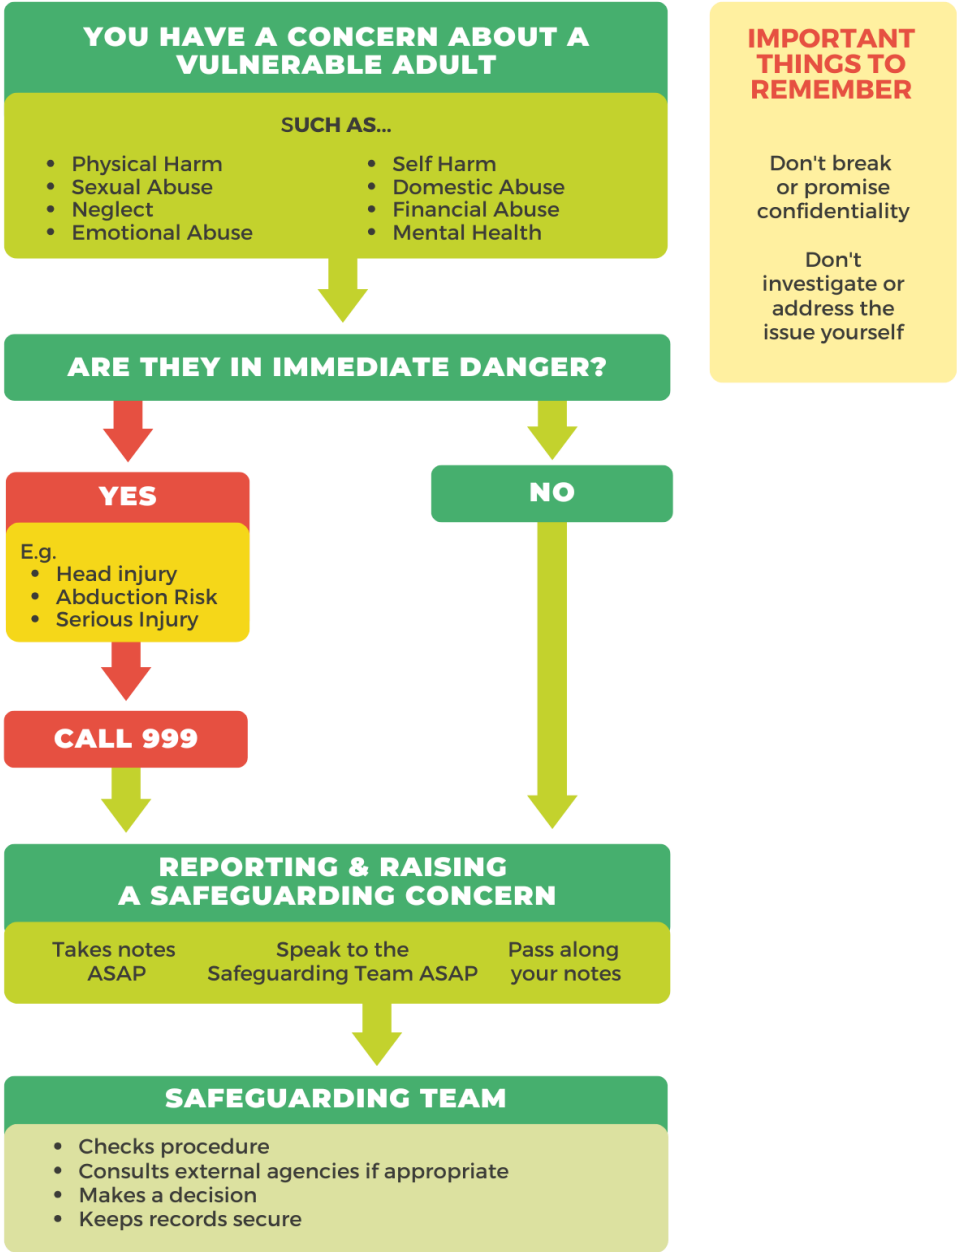 YOU HAVE A CONCERN ABOUT A
VULNERABLE ADULT
SUCH AS...
• Physical Harm
• Sexual Abuse
• Neglect
• Emotional Abuse
• Self Harm
• Domestic Abuse
• Financial Abuse
• Mental Health
IMPORTANT
THINGS TO
REMEMBER
Don't break
or promise
confidentiality
Don't
investigate or
address the
issue yourself
ARE THEY IN IMMEDIATE DANGER?
YES
E.g.
• Head injury
• Abduction Risk
• Serious Injury
CALL 999
NO
REPORTING & RAISING
A SAFEGUARDING CONCERN
Takes notes
ASAP
Speak to the
Safeguarding Team ASAP
Pass along
your notes
SAFEGUARDING TEAM
• Checks procedure
• Consults external agencies if appropriate
• Makes a decision
• Keeps records secure